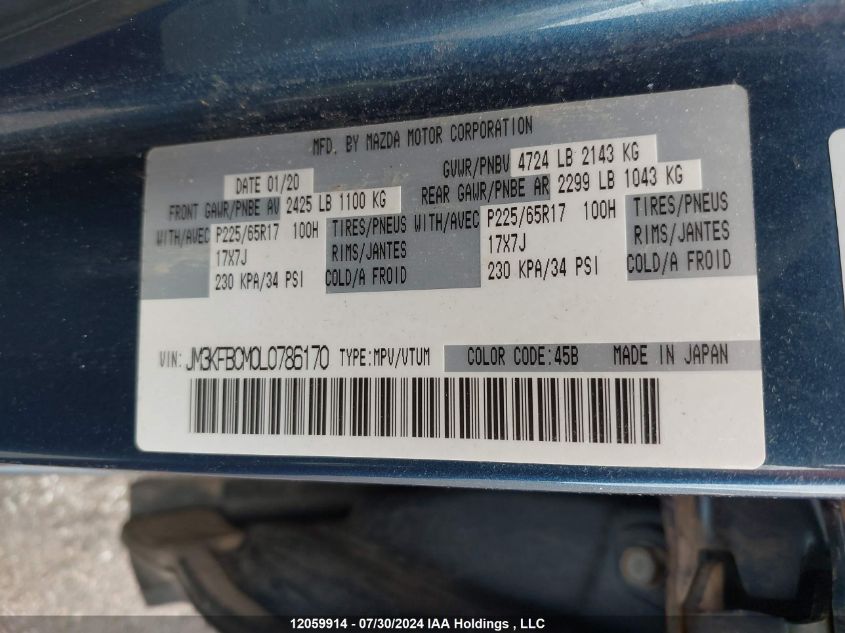 MFD. BY MAZDA MOTOR CORPORATION
DATE 01/20 GVWR/PNBV 4724 LB 2143 KG
FRONT GAWR/PNBE AV 2425 LB 1100 KG REAR GAWR/PNBE AR 2299 LB 1043 KG
WITH/AVEC P225/65R17 100H TIRES/PNEUS WITH/AVEC P225/65R17 100H TIRES/PNEUS
17X7J RIMS/JANTES 17X7J RIMS/JANTES
230 KPA/34 PSI COLD/A FROID 230 KPA/34 PSI COLD/A FROID
VIN: JM3KFBCM0L0786170 TYPE:MPV/VTUM COLOR CODE:45B MADE IN JAPAN
12059914 - 07/30/2024 IAA Holdings , LLC